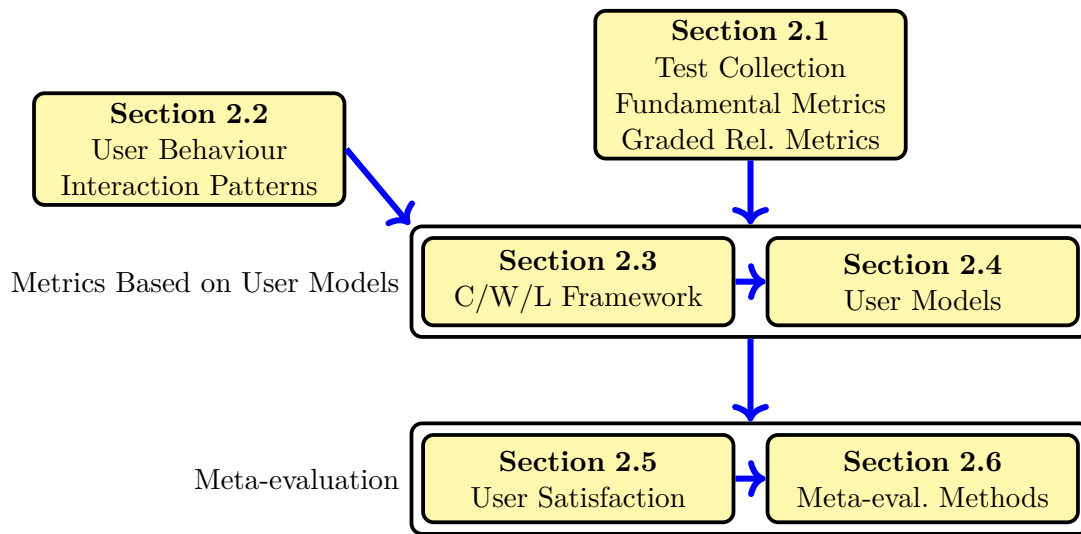 Section 2.1
Test Collection
Fundamental Metrics
Graded Rel. Metrics
Section 2.2
User Behaviour
Interaction Patterns
Metrics Based on User Models
Section 2.3
C/W/L Framework
Section 2.4
User Models
Meta-evaluation
Section 2.5
User Satisfaction
Section 2.6
Meta-eval. Methods